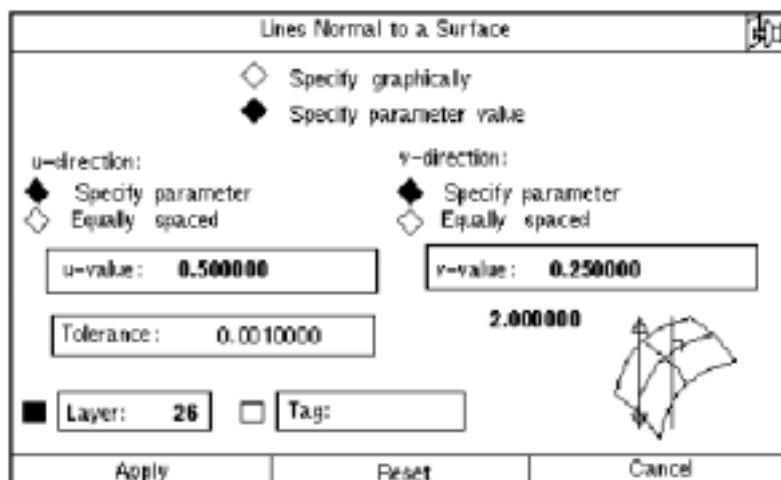 Lines Normal to a Surface
Specify graphically
Specify parameter value
u-direction:
Specify parameter
Equally spaced
v-direction:
Specify parameter
Equally spaced
u-value: 0.500000
v-value: 0.250000
Tolerance: 0.0010000
2.000000
Layer: 26
Tag:
Apply Reset Cancel